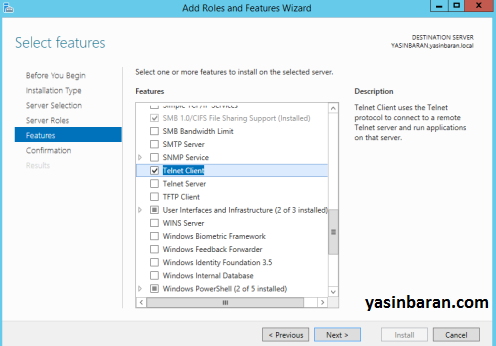 Add Roles and Features Wizard
Select features
DESTINATION SERVER
YASINBARAN.yasinbaran.local
Before You Begin
Installation Type
Server Selection
Server Roles
Features
Confirmation
Results
Select one or more features to install on the selected server.
Features
Simple TCP/IP Services
SMB 1.0/CIFS File Sharing Support (Installed)
SMB Bandwidth Limit
SMTP Server
SNMP Service
Telnet Client
Telnet Server
TFTP Client
User Interfaces and Infrastructure (2 of 3 installed)
WINS Server
Windows Biometric Framework
Windows Feedback Forwarder
Windows Identity Foundation 3.5
Windows Internal Database
Windows PowerShell (2 of 5 installed)
Description
Telnet Client uses the Telnet
protocol to connect to a remote
Telnet server and run applications
on that server.
yasinbaran.com
< Previous
Next >
Install
Cancel